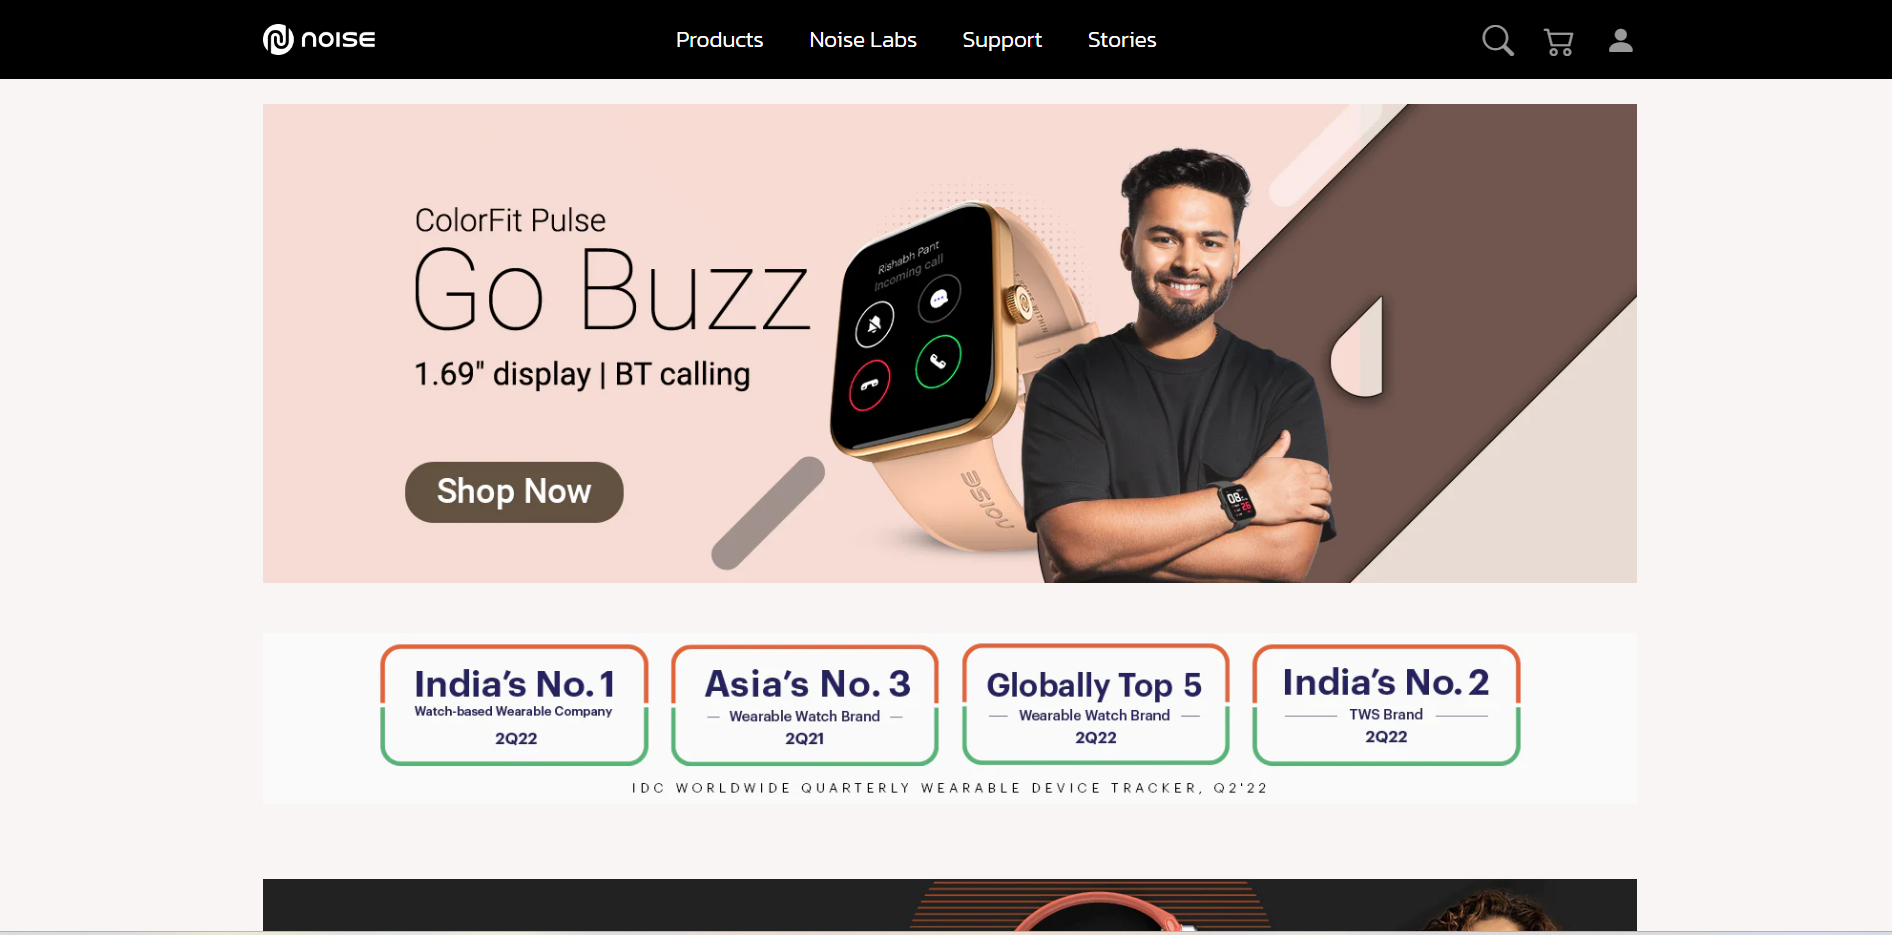 NOISE
Products
Noise Labs
Support
Stories
ColorFit Pulse
Go Buzz
1.69" display | BT calling
Shop Now
Rishabh Pant
Incoming call
NOISE
08
26
India's No. 1
Watch-based Wearable Company
2Q22
Asia's No. 3
Wearable Watch Brand
2Q21
Globally Top 5
Wearable Watch Brand
2Q22
India's No. 2
TWS Brand
2Q22
IDC WORLDWIDE QUARTERLY WEARABLE DEVICE TRACKER, Q2'22